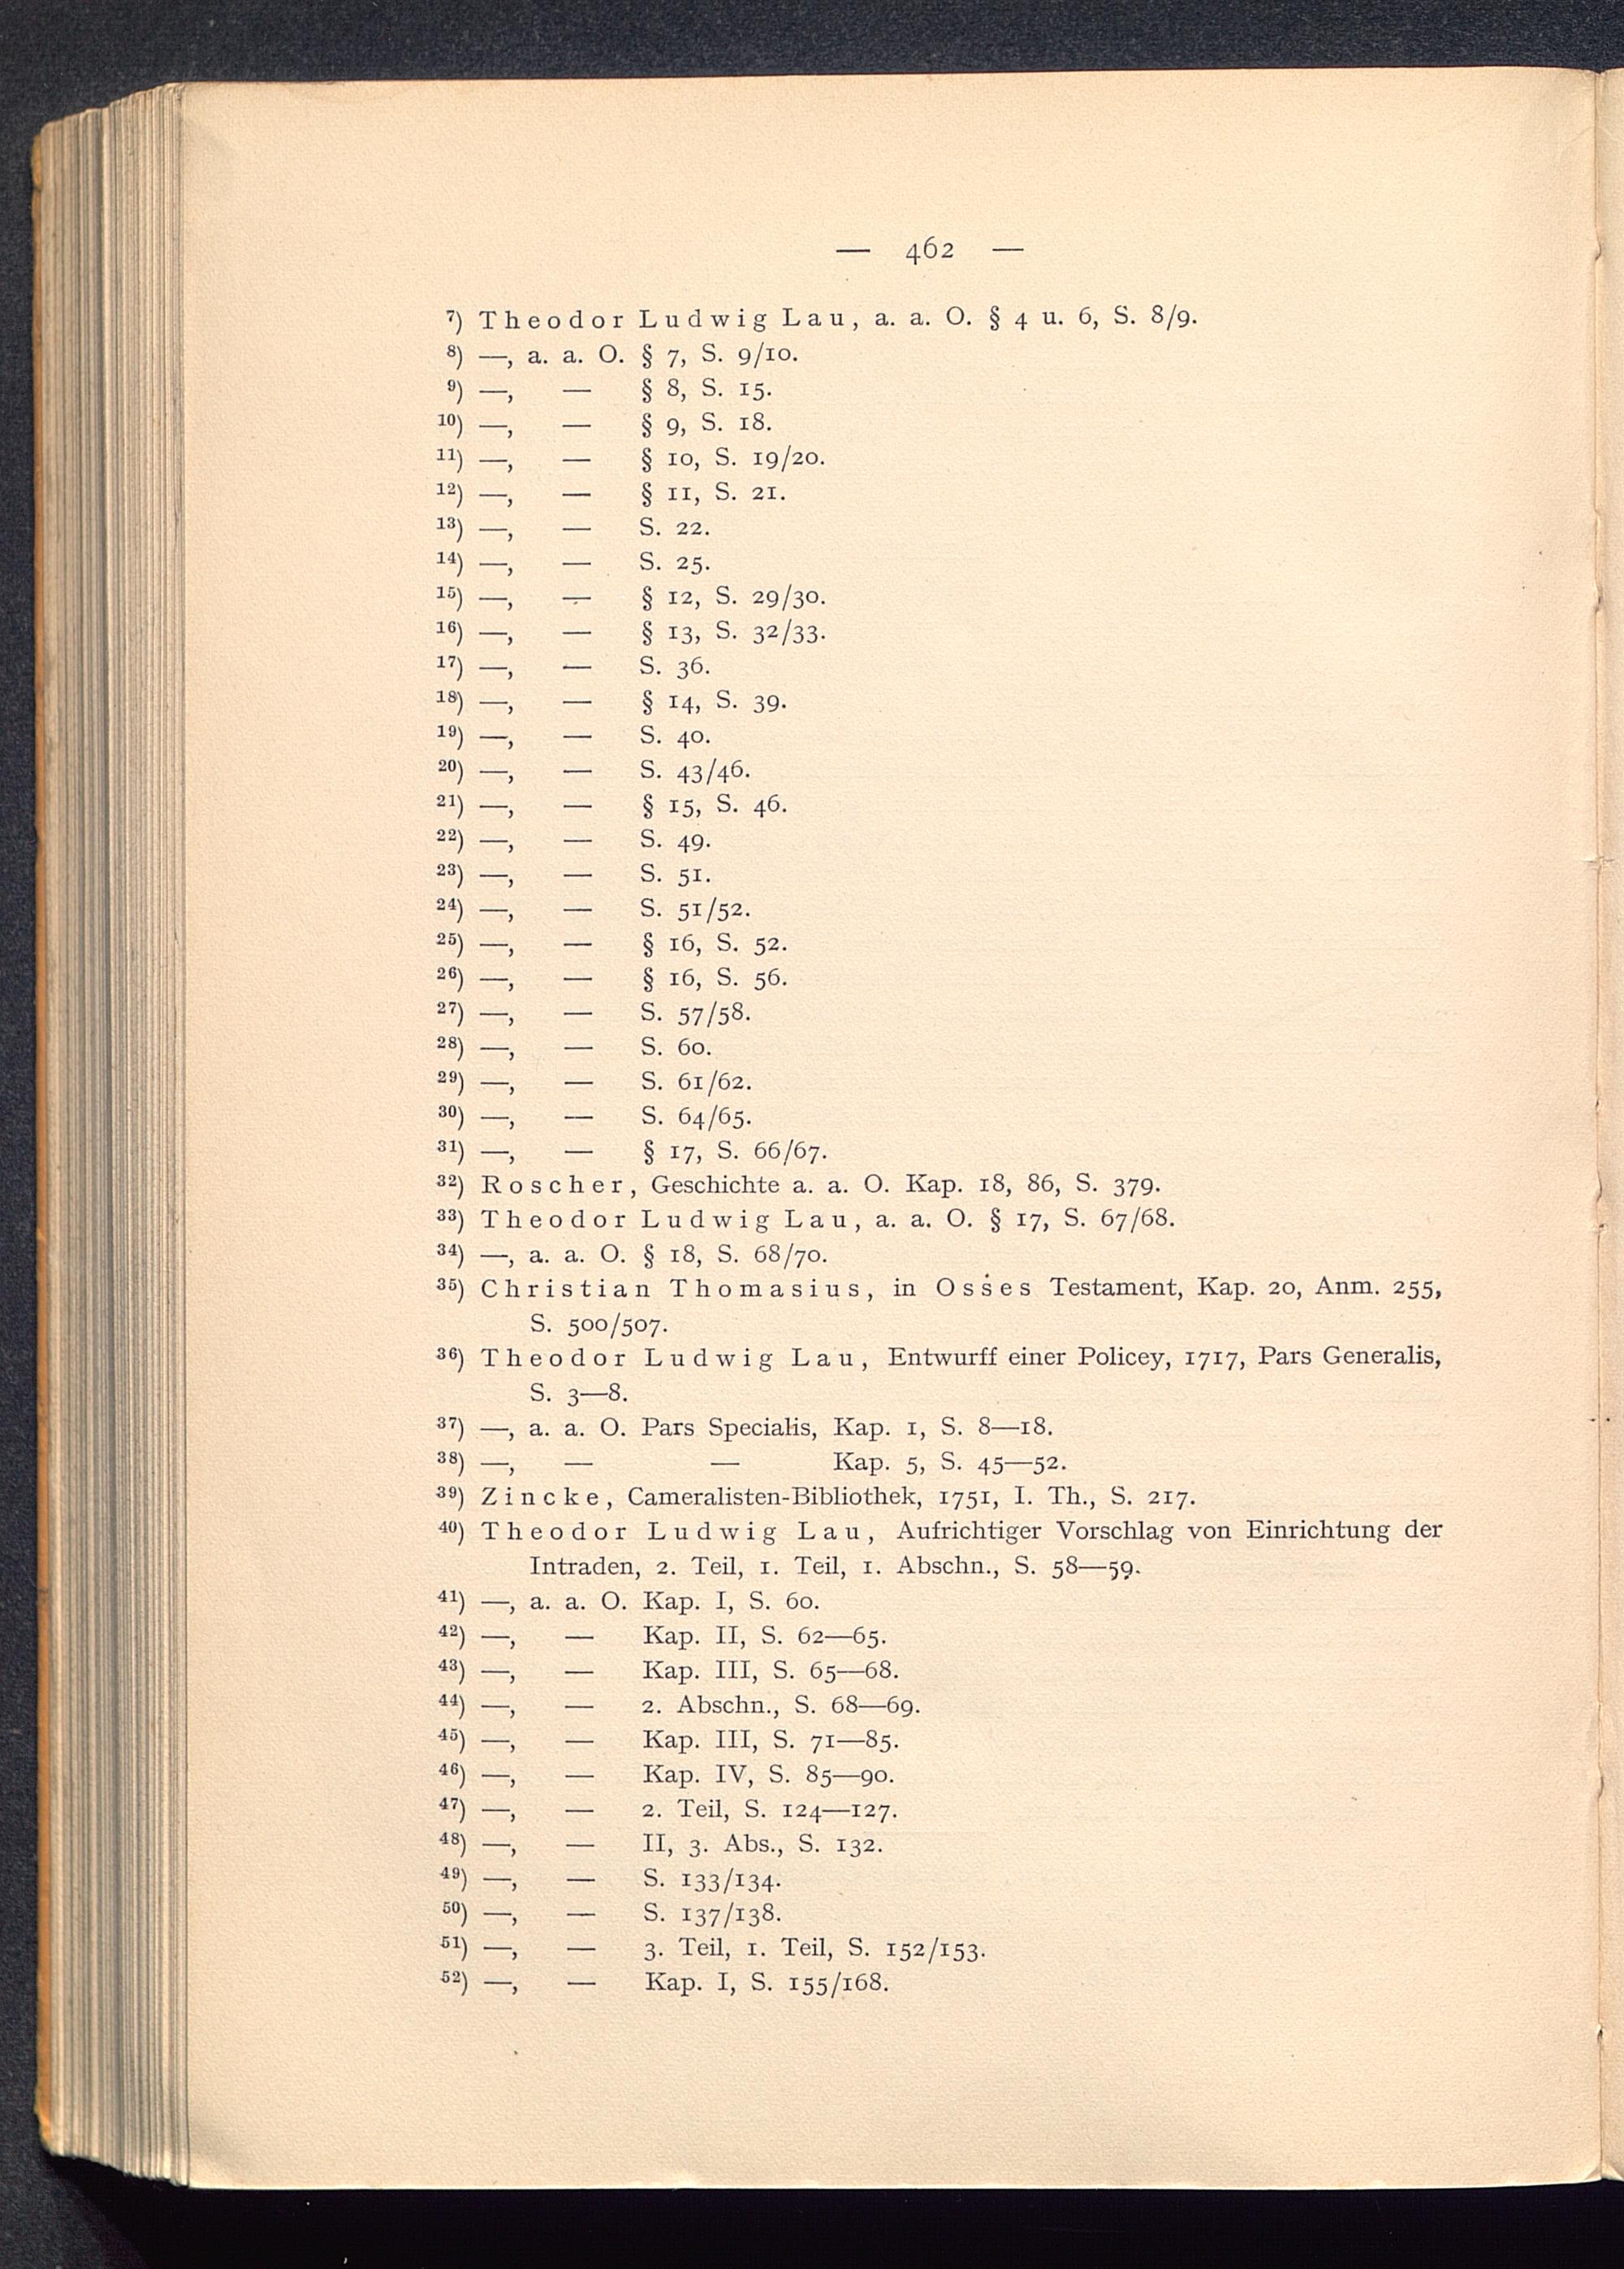 — 462 —
7) Theodor Ludwig Lau, a. a. O. § 4 u. 6, S. 8/9.
8) —, a. a. O. § 7, S. 9/10.
9) —, — § 8, S. 15.
10) —, — § 9, S. 18.
11) —, — § 10, S. 19/20.
12) —, — § 11, S. 21.
13) —, — S. 22.
14) —, — S. 25.
15) —, — § 12, S. 29/30.
16) —, — § 13, S. 32/33.
17) —, — S. 36.
18) —, — § 14, S. 39.
19) —, — S. 40.
20) —, — S. 43/46.
21) —, — § 15, S. 46.
22) —, — S. 49.
23) —, — S. 51.
24) —, — S. 51/52.
25) —, — § 16, S. 52.
26) —, — § 16, S. 56.
27) —, — S. 57/58.
28) —, — S. 60.
29) —, — S. 61/62.
30) —, — S. 64/65.
31) —, — § 17, S. 66/67.
32) Roscher, Geschichte a. a. O. Kap. 18, 86, S. 379.
33) Theodor Ludwig Lau, a. a. O. § 17, S. 67/68.
34) —, a. a. O. § 18, S. 68/70.
35) Christian Thomasius, in Osses Testament, Kap. 20, Anm. 255,
S. 500/507.
36) Theodor Ludwig Lau, Entwurff einer Policey, 1717, Pars Generalis,
S. 3—8.
37) —, a. a. O. Pars Specialis, Kap. 1, S. 8—18.
38) —, — — Kap. 5, S. 45—52.
39) Zincke, Cameralisten-Bibliothek, 1751, I. Th., S. 217.
40) Theodor Ludwig Lau, Aufrichtiger Vorschlag von Einrichtung der
Intraden, 2. Teil, 1. Teil, 1. Abschn., S. 58—59.
41) —, a. a. O. Kap. I, S. 60.
42) —, — Kap. II, S. 62—65.
43) —, — Kap. III, S. 65—68.
44) —, — 2. Abschn., S. 68—69.
45) —, — Kap. III, S. 71—85.
46) —, — Kap. IV, S. 85—90.
47) —, — 2. Teil, S. 124—127.
48) —, — II, 3. Abs., S. 132.
49) —, — S. 133/134.
50) —, — S. 137/138.
51) —, — 3. Teil, 1. Teil, S. 152/153.
52) —, — Kap. I, S. 155/168.